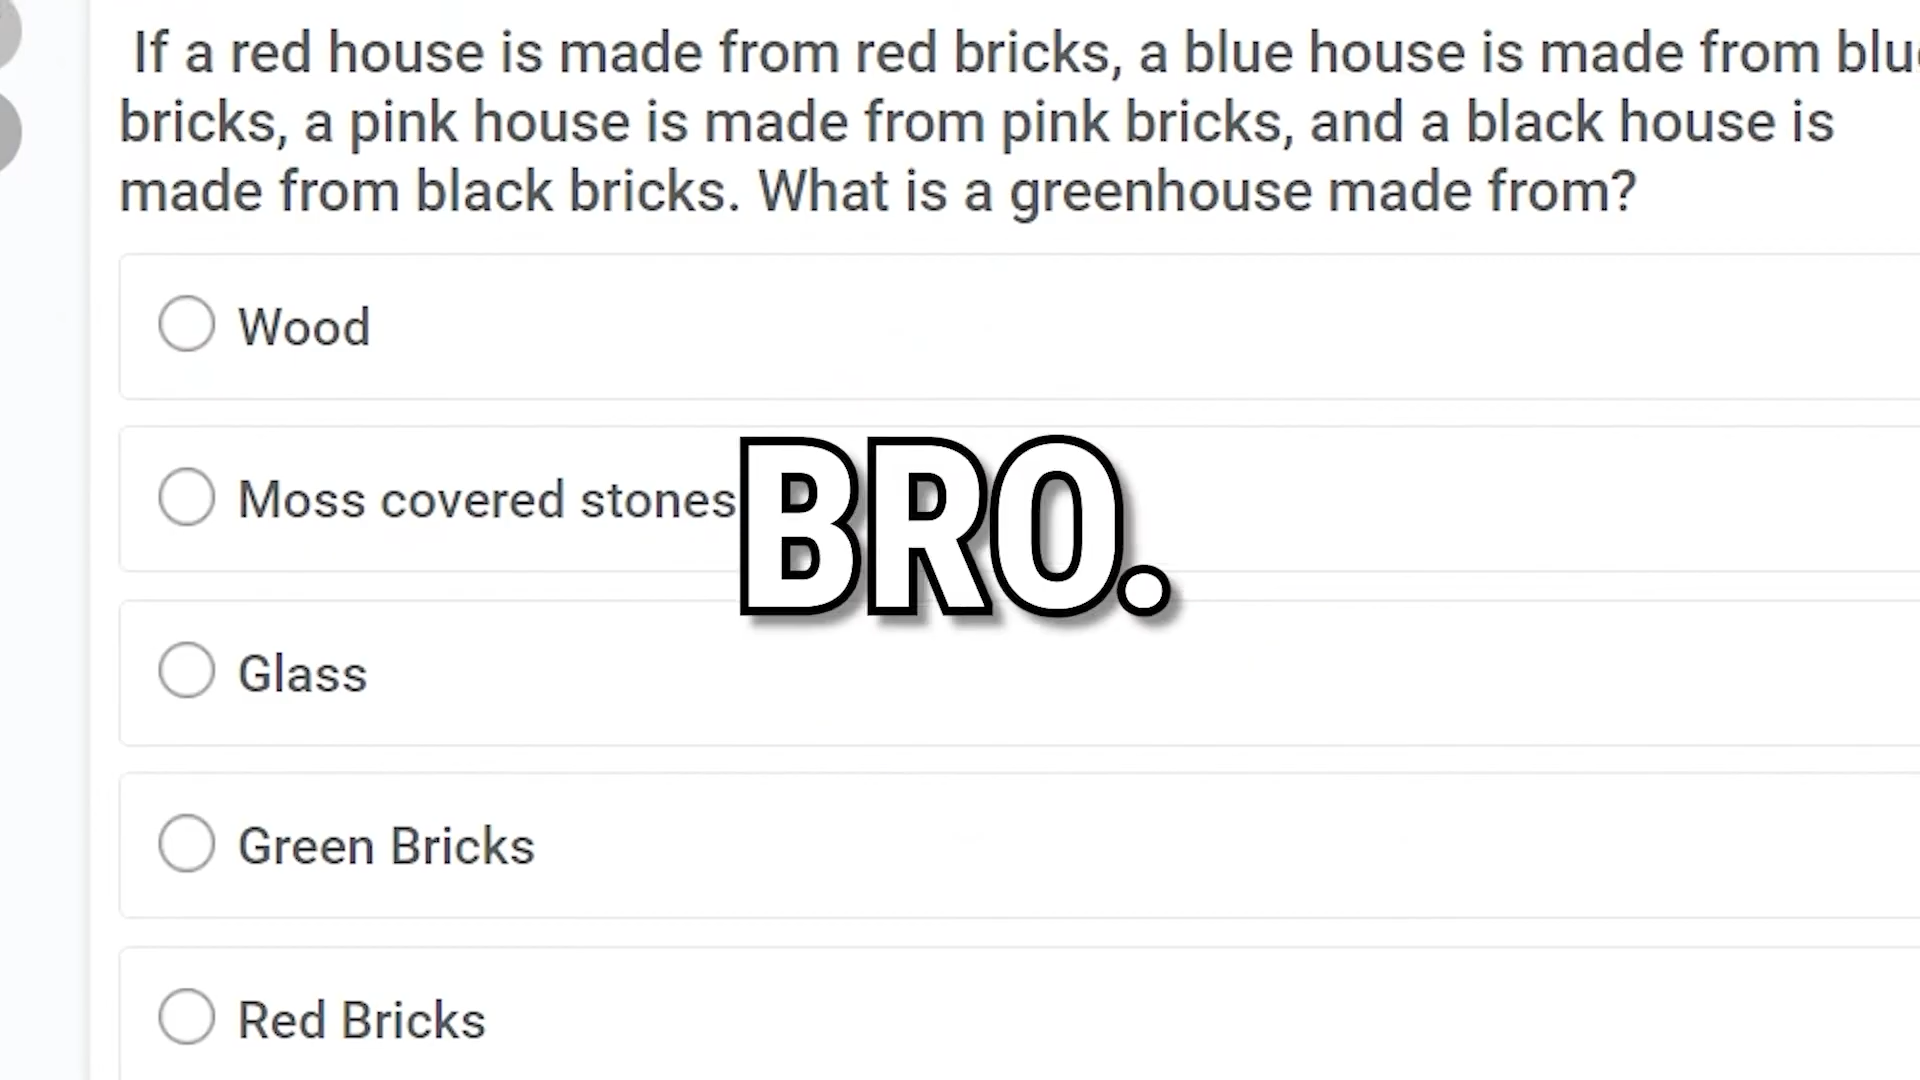 If a red house is made from red bricks, a blue house is made from blu
bricks, a pink house is made from pink bricks, and a black house is
made from black bricks. What is a greenhouse made from?
Wood
Moss covered stones
BRO.
Glass
Green Bricks
Red Bricks